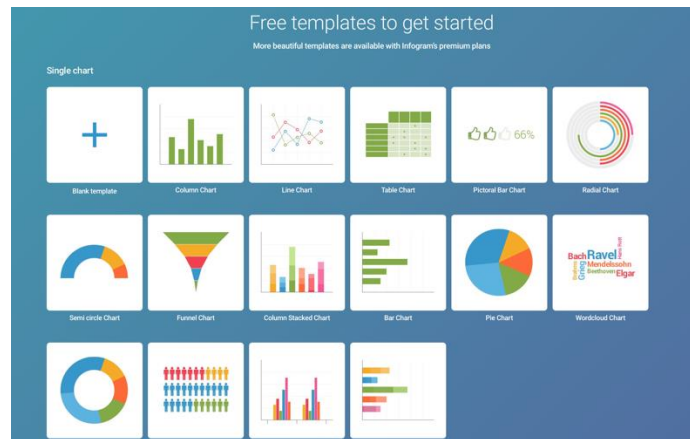 Free templates to get started
More beautiful templates are available with Infogram's premium plans
Single chart
Blank template
Column Chart
Line Chart
Table Chart
66%
Pictoral Bar Chart
Radial Chart
Semi circle Chart
Funnel Chart
Column Stacked Chart
Bar Chart
Pie Chart
Bach Ravel
Mendelssohn
Beethoven Elgar
Grieg
Brahms
Wordcloud Chart